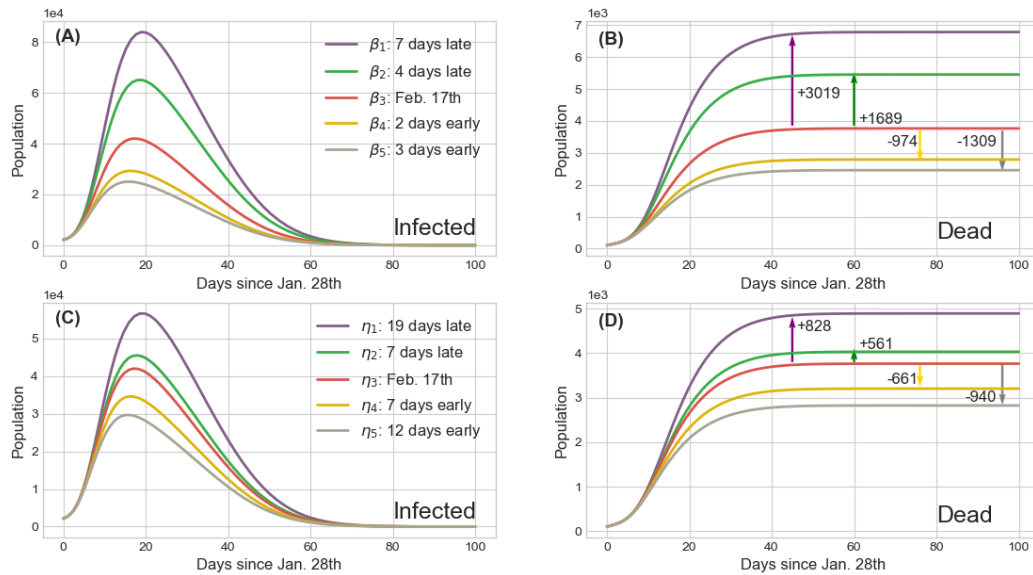 1e4
(A)
8
6
4
2
0
Population
β1: 7 days late
β2: 4 days late
β3: Feb. 17th
β4: 2 days early
β5: 3 days early
Infected
0 20 40 60 80 100
Days since Jan. 28th
1e3
(B)
7
6
5
4
3
2
1
0
Population
+3019
+1689
-974
-1309
Dead
0 20 40 60 80 100
Days since Jan. 28th
1e4
(C)
5
4
3
2
1
0
Population
η1: 19 days late
η2: 7 days late
η3: Feb. 17th
η4: 7 days early
η5: 12 days early
Infected
0 20 40 60 80 100
Days since Jan. 28th
1e3
(D)
5
4
3
2
1
0
Population
+828
+561
-661
-940
Dead
0 20 40 60 80 100
Days since Jan. 28th